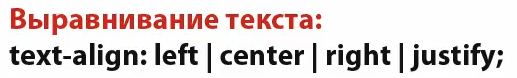 Выравнивание текста:
text-align: left | center | right | justify;